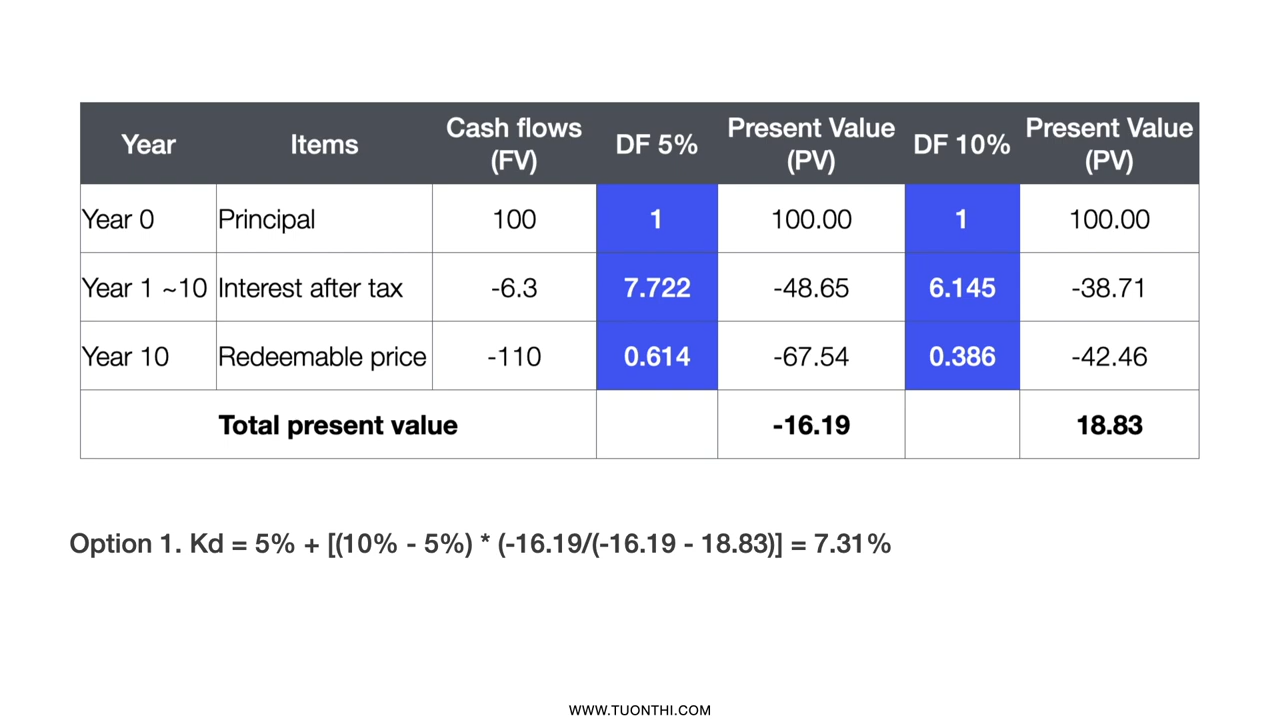 Year Items Cash flows (FV) DF 5% Present Value (PV) DF 10% Present Value (PV)
Year 0 Principal 100 1 100.00 1 100.00
Year 1 ~10 Interest after tax -6.3 7.722 -48.65 6.145 -38.71
Year 10 Redeemable price -110 0.614 -67.54 0.386 -42.46
Total present value -16.19 18.83
Option 1. Kd = 5% + [(10% - 5%) * (-16.19/(-16.19 - 18.83)] = 7.31%
WWW.TUONTHI.COM